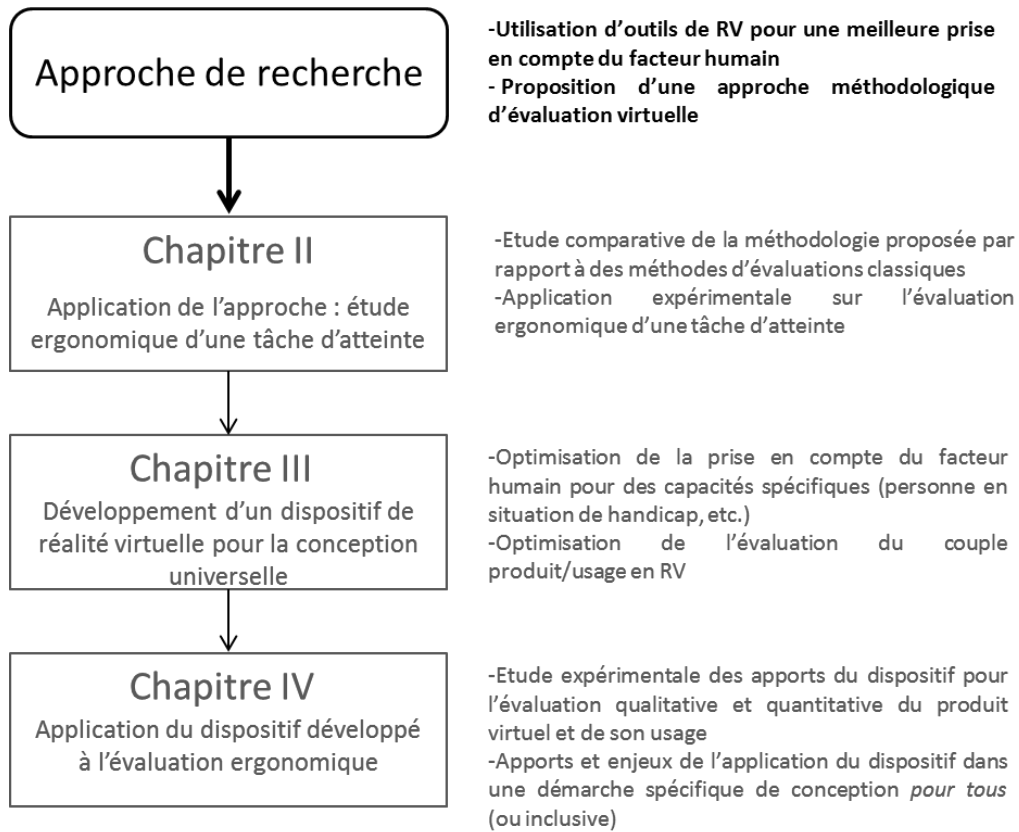 Approche de recherche
-Utilisation d’outils de RV pour une meilleure prise
en compte du facteur humain
- Proposition d’une approche méthodologique
d’évaluation virtuelle
Chapitre II
Application de l’approche : étude
ergonomique d’une tâche d’atteinte
-Etude comparative de la méthodologie proposée par
rapport à des méthodes d’évaluations classiques
-Application expérimentale sur l’évaluation
ergonomique d’une tâche d’atteinte
Chapitre III
Développement d’un dispositif de
réalité virtuelle pour la conception
universelle
-Optimisation de la prise en compte du facteur
humain pour des capacités spécifiques (personne en
situation de handicap, etc.)
-Optimisation de l’évaluation du couple
produit/usage en RV
Chapitre IV
Application du dispositif développé
à l’évaluation ergonomique
-Etude expérimentale des apports du dispositif pour
l’évaluation qualitative et quantitative du produit
virtuel et de son usage
-Apports et enjeux de l’application du dispositif dans
une démarche spécifique de conception pour tous
(ou inclusive)